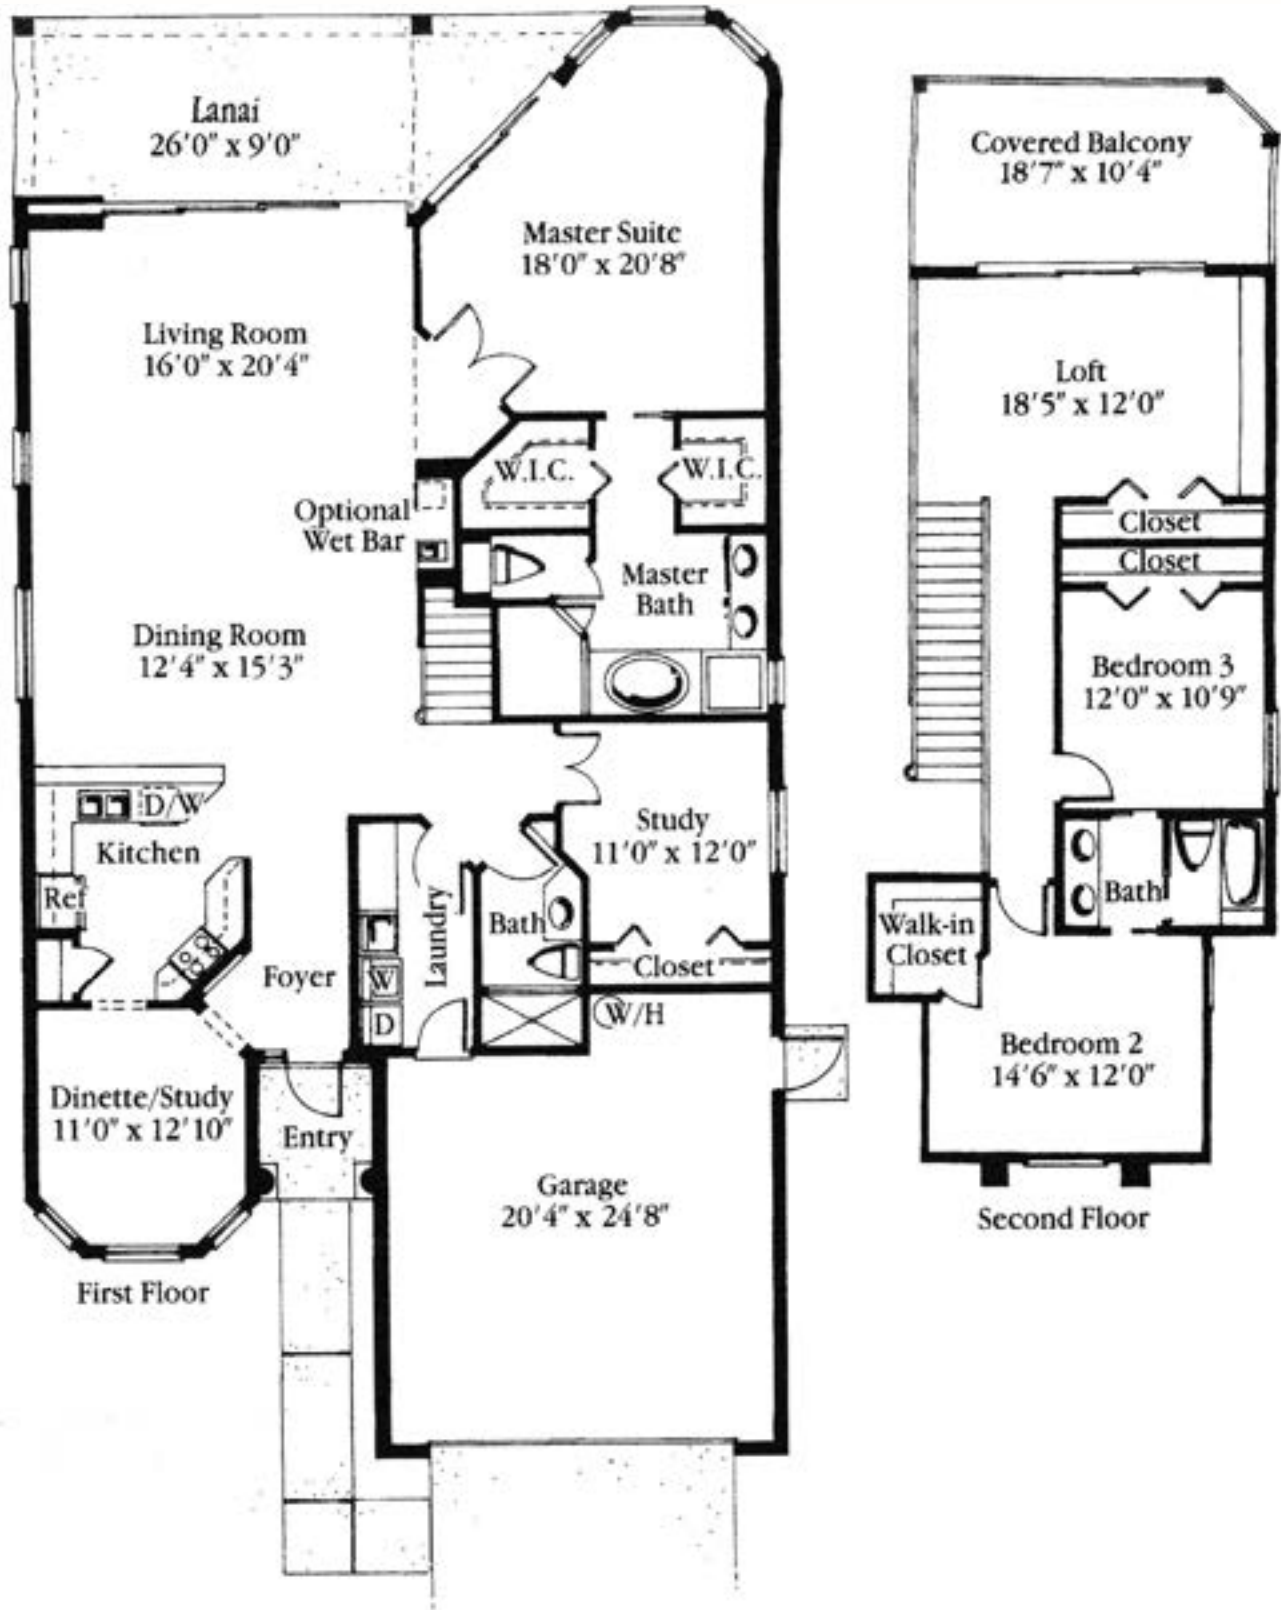 Lanai
26'0" x 9'0"
Master Suite
18'0" x 20'8"
Living Room
16'0" x 20'4"
W.I.C.
W.I.C.
Optional
Wet Bar
Master
Bath
Dining Room
12'4" x 15'3"
D/W
Kitchen
Ref
Study
11'0" x 12'0"
Laundry
Bath
Closet
Foyer
W
D
W/H
Dinette/Study
11'0" x 12'10"
Entry
Garage
20'4" x 24'8"
First Floor
Covered Balcony
18'7" x 10'4"
Loft
18'5" x 12'0"
Closet
Closet
Bedroom 3
12'0" x 10'9"
Bath
Walk-in
Closet
Bedroom 2
14'6" x 12'0"
Second Floor